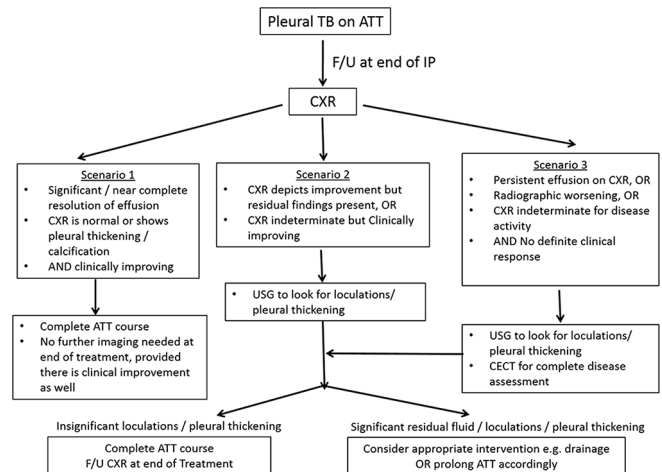 Pleural TB on ATT
F/U at end of IP
CXR
Scenario 1
• Significant / near complete
resolution of effusion
• CXR is normal or shows
pleural thickening /
calcification
• AND clinically improving
Scenario 2
• CXR depicts improvement but
residual findings present, OR
• CXR indeterminate but Clinically
improving
Scenario 3
• Persistent effusion on CXR, OR
• Radiographic worsening, OR
• CXR indeterminate for disease
activity
• AND No definite clinical
response
• Complete ATT course
• No further imaging needed at
end of treatment, provided
there is clinical improvement
as well
• USG to look for loculations/
pleural thickening
• USG to look for loculations/
pleural thickening
• CECT for complete disease
assessment
Insignificant loculations / pleural thickening
Complete ATT course
F/U CXR at end of Treatment
Significant residual fluid / loculations / pleural thickening
Consider appropriate intervention e.g. drainage
OR prolong ATT accordingly